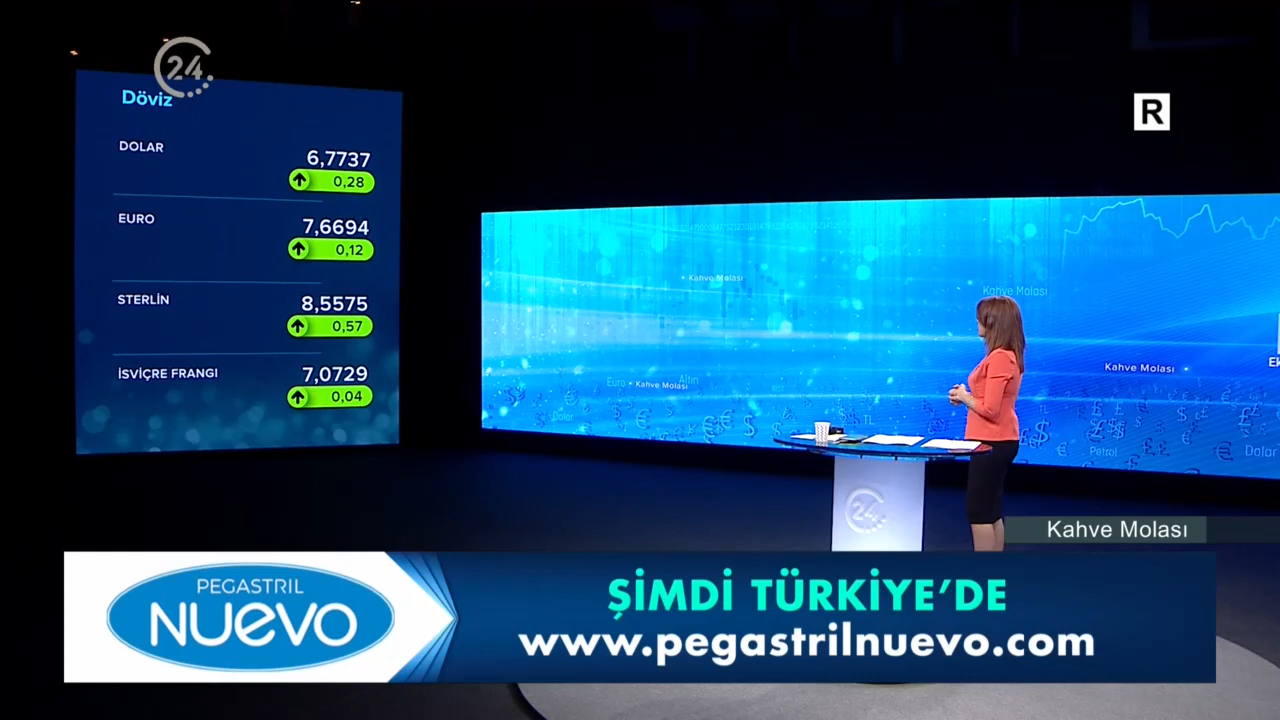 24
Döviz
R
DOLAR
6,7737
0,28
EURO
7,6694
0,12
STERLİN
8,5575
0,57
İSVİÇRE FRANGI
7,0729
0,04
Kahve Molası
Kahve Molası
Kahve Molası
Euro
Kahve Molası
Altın
Dolar
TL
Petrol
Dolar
24
Kahve Molası
PEGASTRIL
NUEVO
ŞİMDİ TÜRKİYE'DE
www.pegastrilnuevo.com